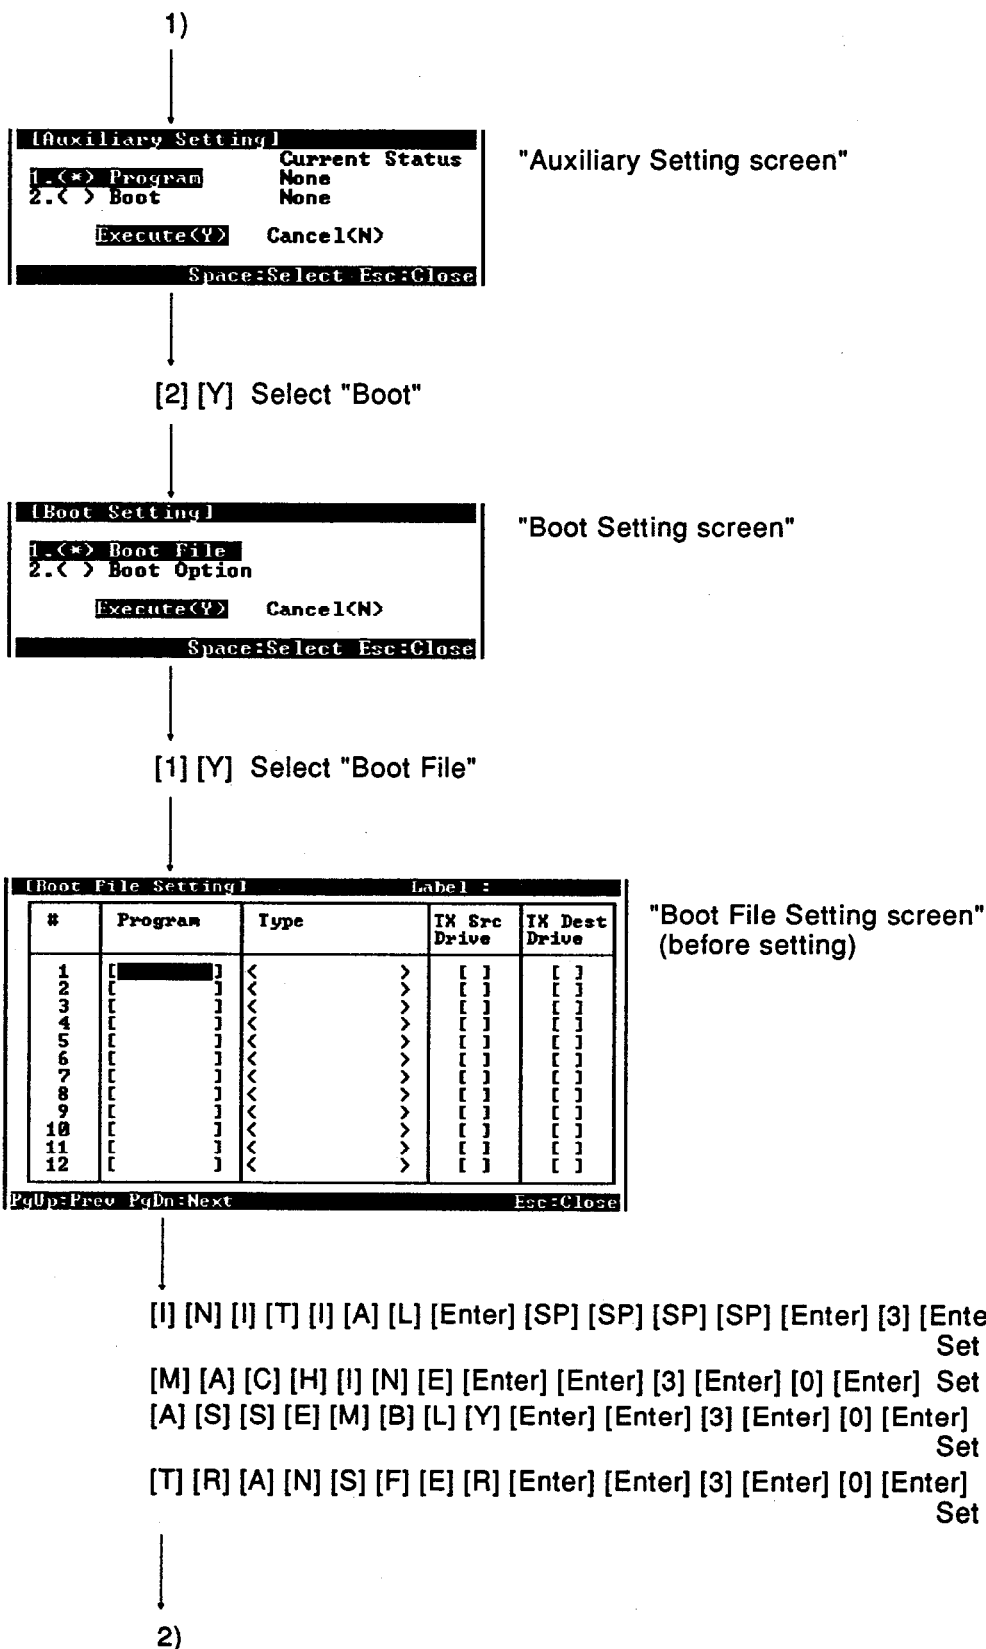 1)
[Auxiliary Setting]
Current Status
1.(*) Program None
2.( ) Boot None
Execute(Y) Cancel(N)
Space:Select Esc:Close
"Auxiliary Setting screen"
[2] [Y] Select "Boot"
[Boot Setting]
1.(*) Boot File
2.( ) Boot Option
Execute(Y) Cancel(N)
Space:Select Esc:Close
"Boot Setting screen"
[1] [Y] Select "Boot File"
[Boot File Setting] Label :
# Program Type TX Src Drive TX Dest Drive
1 [ ] < > [ ] [ ]
2 [ ] < > [ ] [ ]
3 [ ] < > [ ] [ ]
4 [ ] < > [ ] [ ]
5 [ ] < > [ ] [ ]
6 [ ] < > [ ] [ ]
7 [ ] < > [ ] [ ]
8 [ ] < > [ ] [ ]
9 [ ] < > [ ] [ ]
10 [ ] < > [ ] [ ]
11 [ ] < > [ ] [ ]
12 [ ] < > [ ] [ ]
PgUp:Prev PgDn:Next Esc:Close
"Boot File Setting screen"
(before setting)
[I] [N] [I] [T] [I] [A] [L] [Enter] [SP] [SP] [SP] [SP] [Enter] [3] [Ente
Set
[M] [A] [C] [H] [I] [N] [E] [Enter] [Enter] [3] [Enter] [0] [Enter] Set
[A] [S] [S] [E] [M] [B] [L] [Y] [Enter] [Enter] [3] [Enter] [0] [Enter]
Set
[T] [R] [A] [N] [S] [F] [E] [R] [Enter] [Enter] [3] [Enter] [0] [Enter]
Set
2)